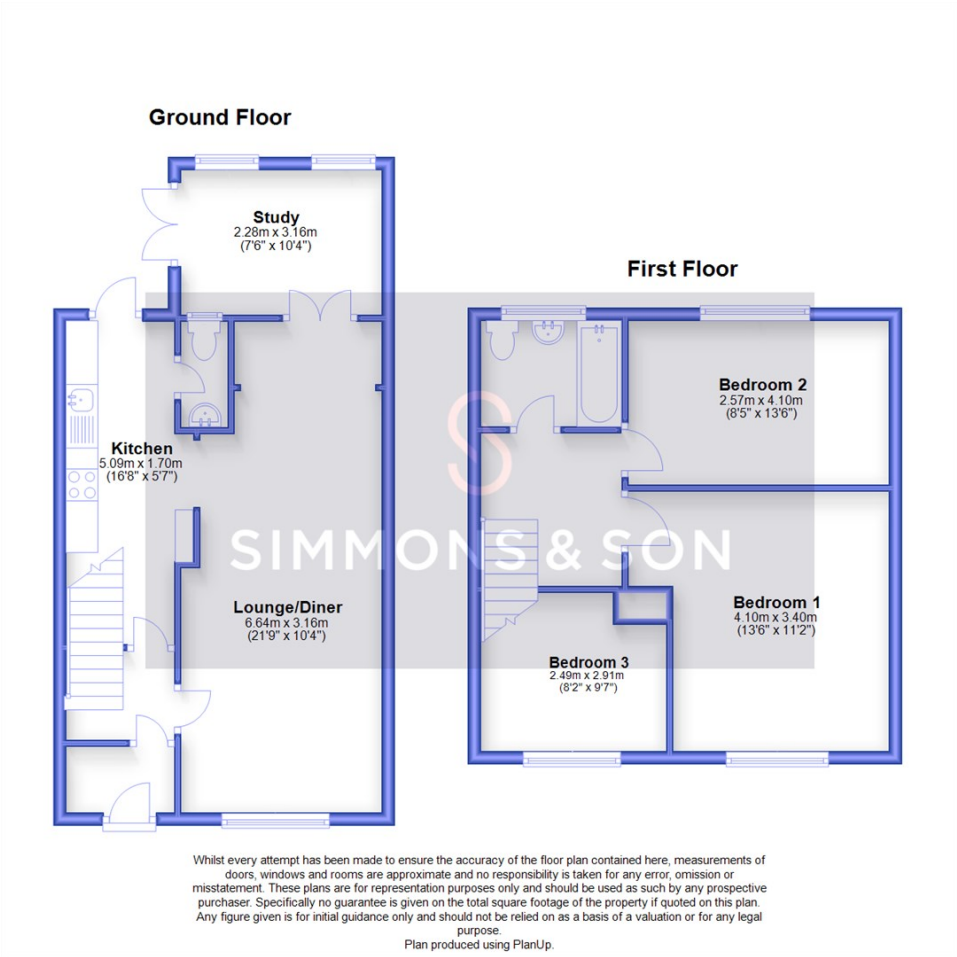 Ground Floor
Study
2.28m x 3.16m
(7'6" x 10'4")
First Floor
Bedroom 2
2.57m x 4.10m
(8'5" x 13'6")
Kitchen
5.09m x 1.70m
(16'8" x 5'7")
SIMMONS & SON
Lounge/Diner
6.64m x 3.16m
(21'9" x 10'4")
Bedroom 1
4.10m x 3.40m
(13'6" x 11'2")
Bedroom 3
2.49m x 2.91m
(8'2" x 9'7")
Whilst every attempt has been made to ensure the accuracy of the floor plan contained here, measurements of
doors, windows and rooms are approximate and no responsibility is taken for any error, omission or
misstatement. These plans are for representation purposes only and should be used as such by any prospective
purchaser. Specifically no guarantee is given on the total square footage of the property if quoted on this plan.
Any figure given is for initial guidance only and should not be relied on as a basis of a valuation or for any legal
purpose.
Plan produced using PlanUp.